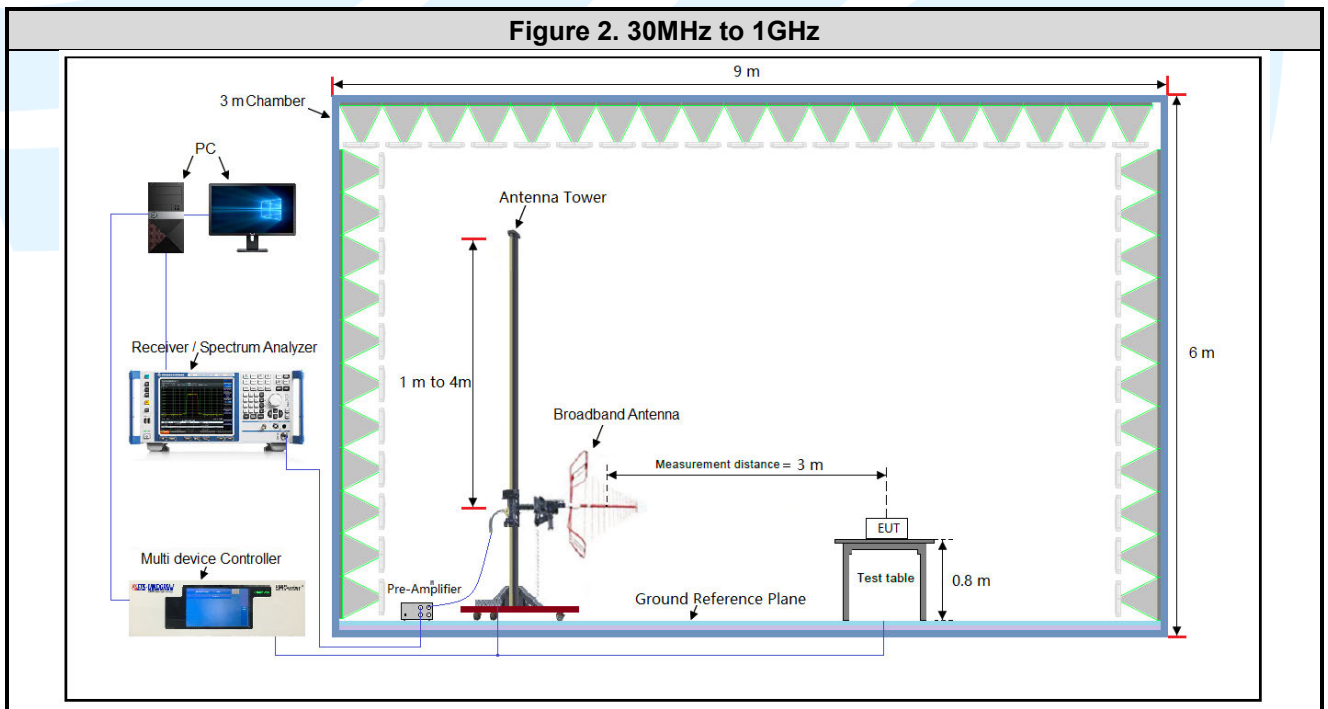 Figure 2. 30MHz to 1GHz
9 m
3 m Chamber
PC
Antenna Tower
Receiver / Spectrum Analyzer
6 m
1 m to 4m
Broadband Antenna
Measurement distance = 3 m
EUT
Multi device Controller
Pre-Amplifier
Test table
0.8 m
Ground Reference Plane